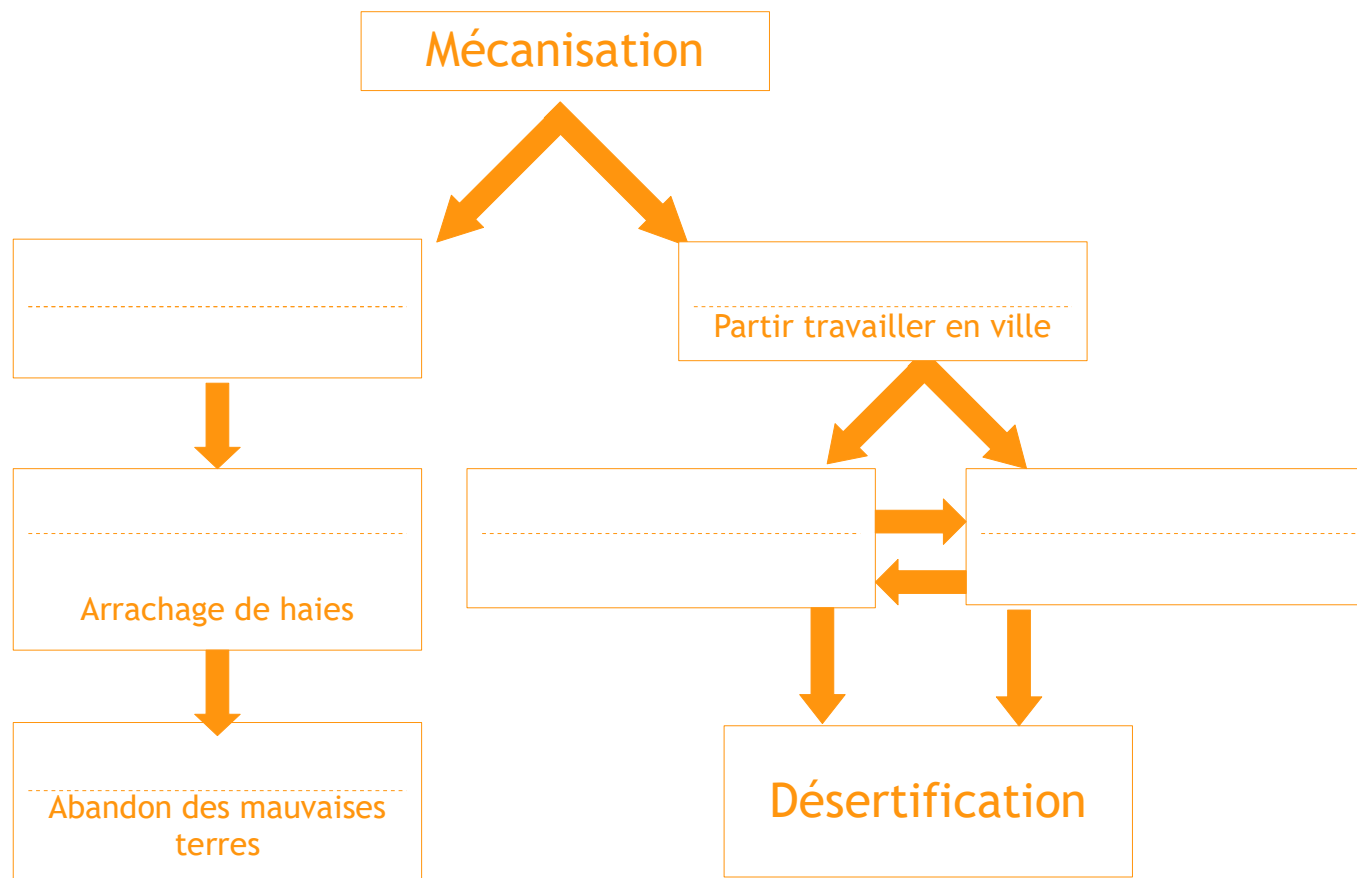 Mécanisation
Partir travailler en ville
Arrachage de haies
Abandon des mauvaises
terres
Désertification